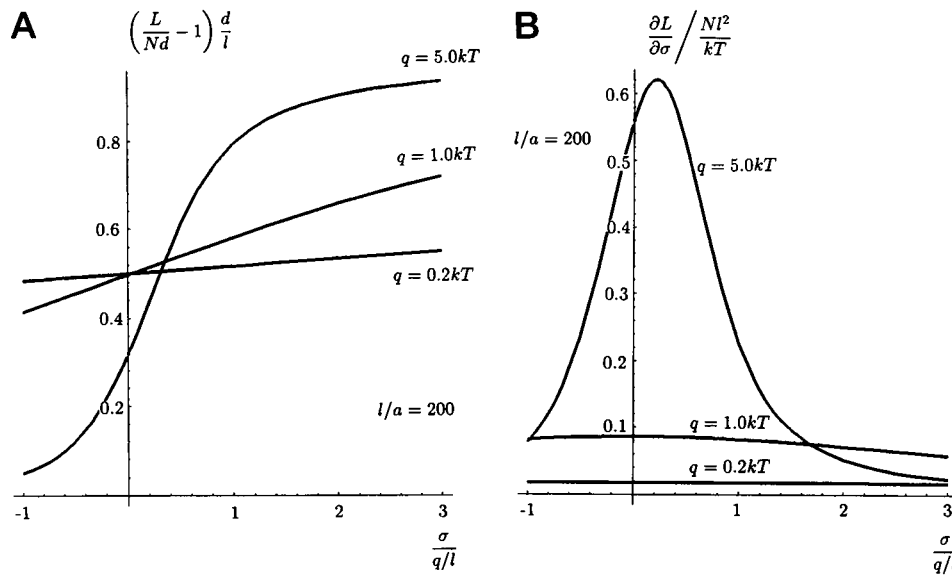 A
(L/Nd − 1) d/l
q = 5.0kT
0.8
q = 1.0kT
0.6
q = 0.2kT
0.4
0.2
l/a = 200
-1 1 2 3
σ
q/l
B
∂L/∂σ / Nl²/kT
0.6
l/a = 200
0.5
q = 5.0kT
0.4
0.3
0.2
0.1
q = 1.0kT
q = 0.2kT
-1 1 2 3
σ
q/